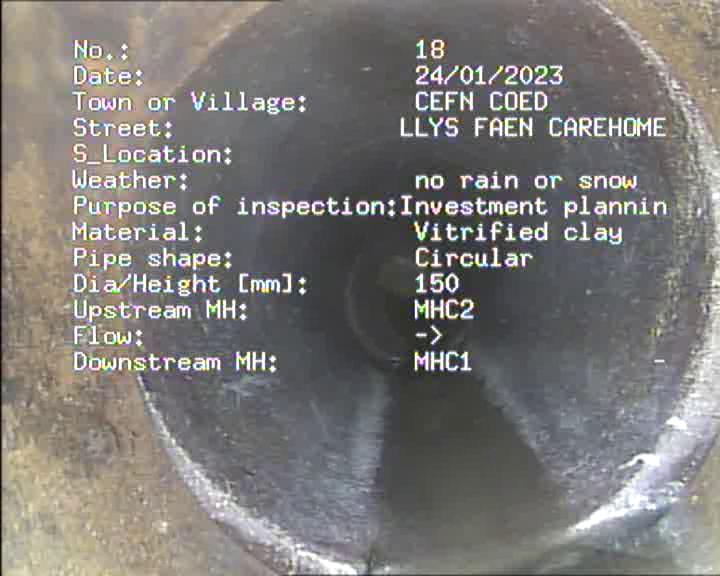 No.: 18
Date: 24/01/2023
Town or Village: CEFN COED
Street: LLYS FAEN CAREHOME
S_Location:
Weather: no rain or snow
Purpose of inspection:Investment plannin
Material: Vitrified clay
Pipe shape: Circular
Dia/Height [mm]: 150
Upstream MH: MHC2
Flow: ->
Downstream MH: MHC1 -